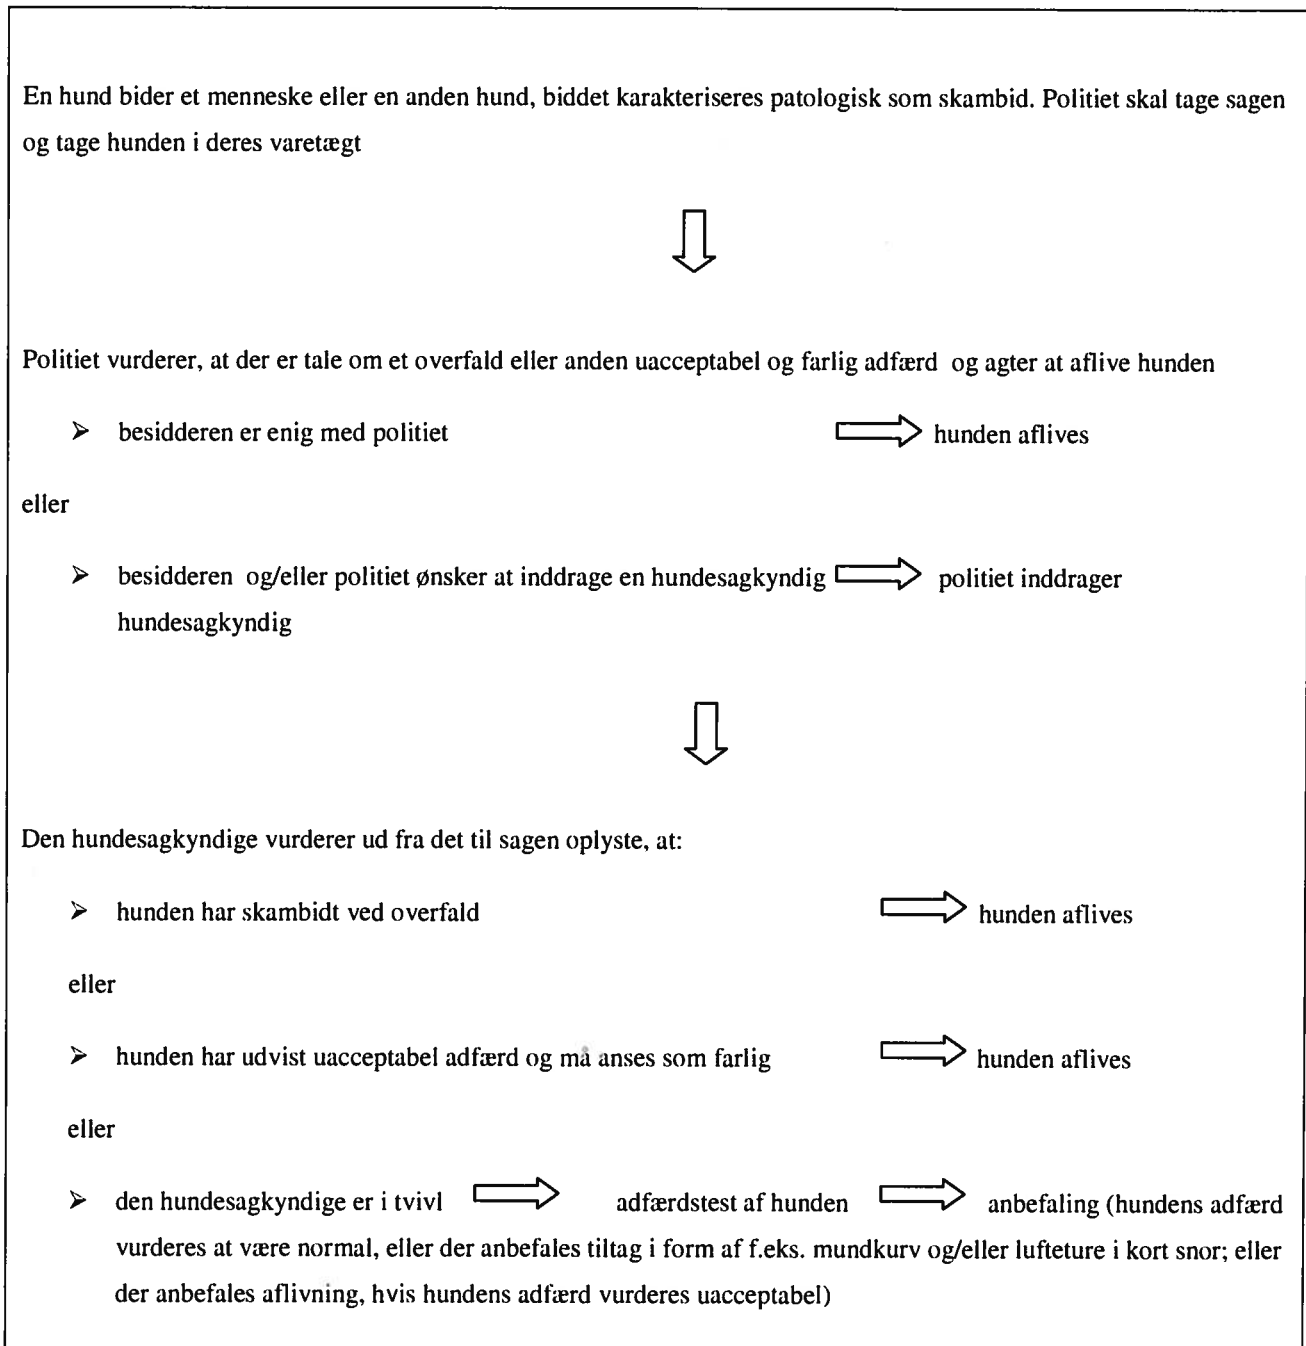 En hund bider et menneske eller en anden hund, biddet karakteriseres patologisk som skambid. Politiet skal tage sagen
og tage hunden i deres varetægt
Politiet vurderer, at der er tale om et overfald eller anden uacceptabel og farlig adfærd og agter at aflive hunden
➢ besidderen er enig med politiet ⇨ hunden aflives
eller
➢ besidderen og/eller politiet ønsker at inddrage en hundesagkyndig ⇨ politiet inddrager
hundesagkyndig
Den hundesagkyndige vurderer ud fra det til sagen oplyste, at:
➢ hunden har skambidt ved overfald ⇨ hunden aflives
eller
➢ hunden har udvist uacceptabel adfærd og må anses som farlig ⇨ hunden aflives
eller
➢ den hundesagkyndige er i tvivl ⇨ adfærdstest af hunden ⇨ anbefaling (hundens adfærd
vurderes at være normal, eller der anbefales tiltag i form af f.eks. mundkurv og/eller lufteture i kort snor; eller
der anbefales aflivning, hvis hundens adfærd vurderes uacceptabel)